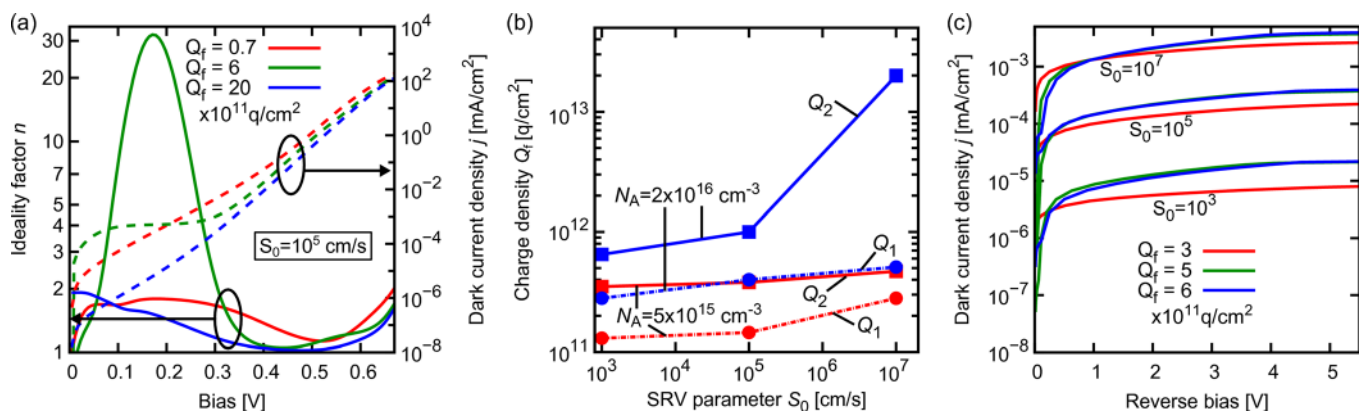 (a)
Ideality factor n
30
20
10
7
5
4
3
2
1
Q_f = 0.7
Q_f = 6
Q_f = 20
x10^11 q/cm^2
S_0=10^5 cm/s
0
0.1
0.2
0.3
0.4
0.5
0.6
Bias [V]
10^4
10^2
10^0
10^-2
10^-4
10^-6
10^-8
Dark current density j [mA/cm^2]
(b)
Charge density Q_f [q/cm^2]
10^13
10^12
10^11
Q_2
N_A=2x10^16 cm^-3
Q_1
Q_2
N_A=5x10^15 cm^-3
Q_1
10^3
10^4
10^5
10^6
10^7
SRV parameter S_0 [cm/s]
(c)
Dark current density j [mA/cm^2]
10^-3
10^-4
10^-5
10^-6
10^-7
10^-8
S_0=10^7
S_0=10^5
S_0=10^3
Q_f = 3
Q_f = 5
Q_f = 6
x10^11 q/cm^2
0
1
2
3
4
5
Reverse bias [V]